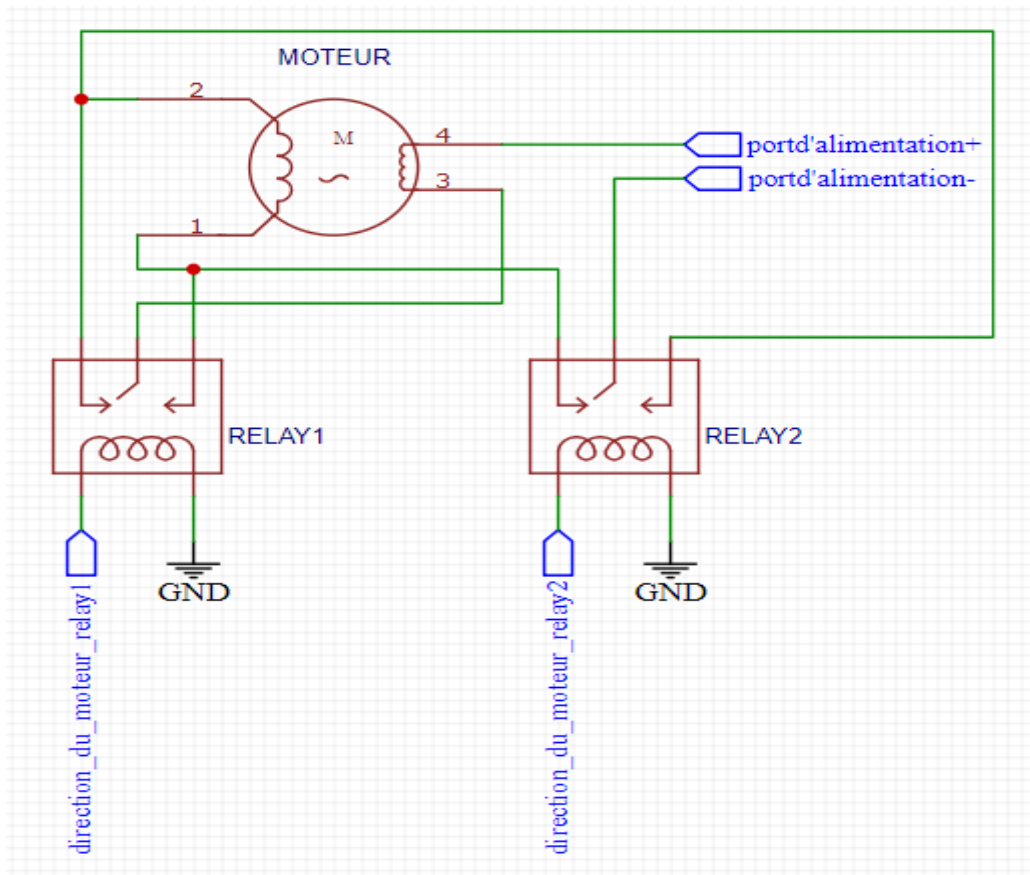 MOTEUR
2
M
4
portd'alimentation+
3
portd'alimentation-
1
RELAY1
RELAY2
GND
GND
direction_du_moteur_relay1
direction_du_moteur_relay2